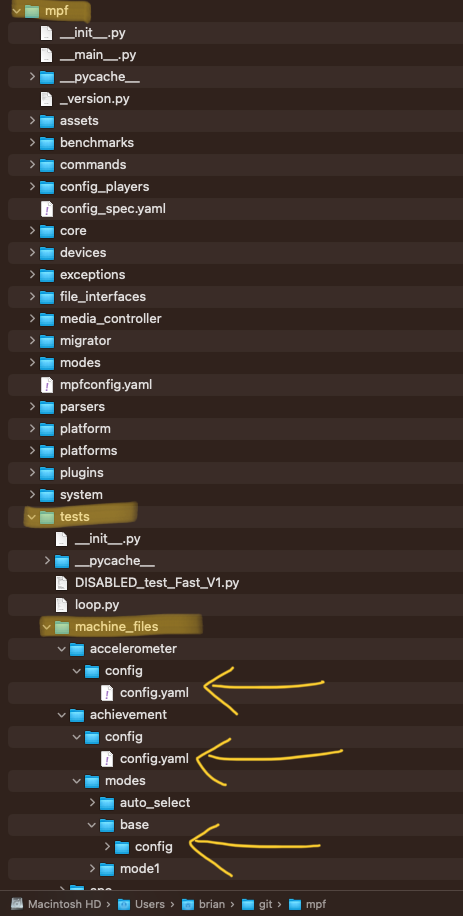 mpf
__init__.py
__main__.py
__pycache__
_version.py
assets
benchmarks
commands
config_players
config_spec.yaml
core
devices
exceptions
file_interfaces
media_controller
migrator
modes
mpfconfig.yaml
parsers
platform
platforms
plugins
system
tests
__init__.py
__pycache__
DISABLED_test_Fast_V1.py
loop.py
machine_files
accelerometer
config
config.yaml
achievement
config
config.yaml
modes
auto_select
base
config
mode1
Macintosh HD › Users › brian › git › mpf